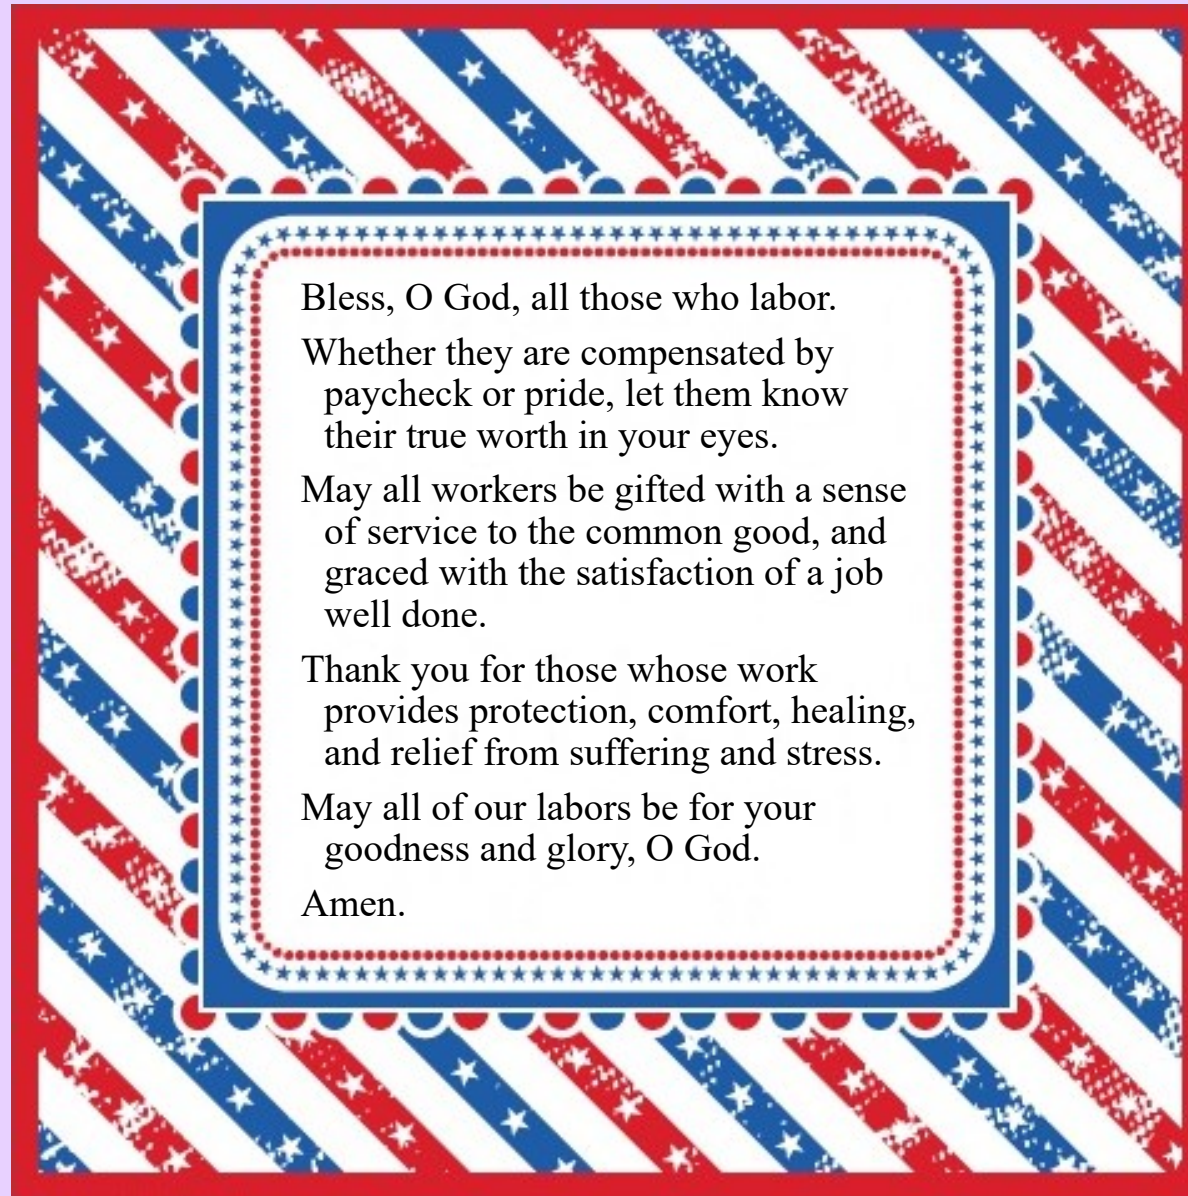 Bless, O God, all those who labor.
Whether they are compensated by
paycheck or pride, let them know
their true worth in your eyes.
May all workers be gifted with a sense
of service to the common good, and
graced with the satisfaction of a job
well done.
Thank you for those whose work
provides protection, comfort, healing,
and relief from suffering and stress.
May all of our labors be for your
goodness and glory, O God.
Amen.